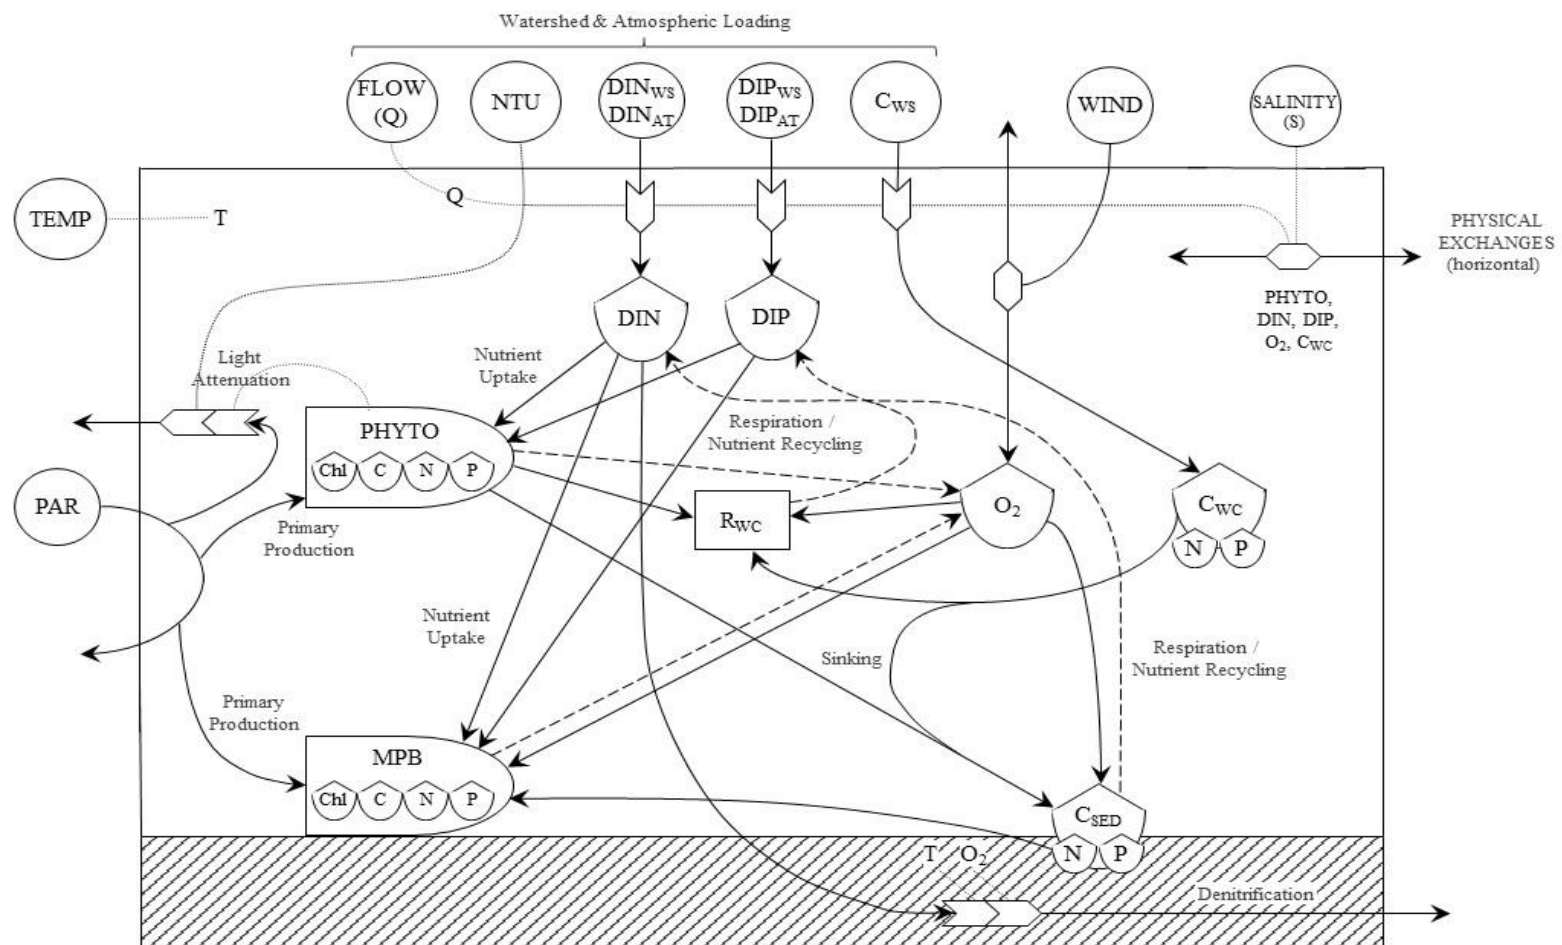 Watershed & Atmospheric Loading
FLOW
(Q)
NTU
DINWS
DINAT
DIPWS
DIPAT
CWS
WIND
SALINITY
(S)
TEMP
T
Q
PHYSICAL
EXCHANGES
(horizontal)
PHYTO,
DIN, DIP,
O2, CWC
DIN
DIP
Nutrient
Uptake
Light
Attenuation
PHYTO
Chl C N P
Respiration /
Nutrient Recycling
PAR
Primary
Production
RWC
O2
CWC
N P
Nutrient
Uptake
Sinking
Respiration /
Nutrient Recycling
Primary
Production
MPB
Chl C N P
CSED
N P
T O2
Denitrification